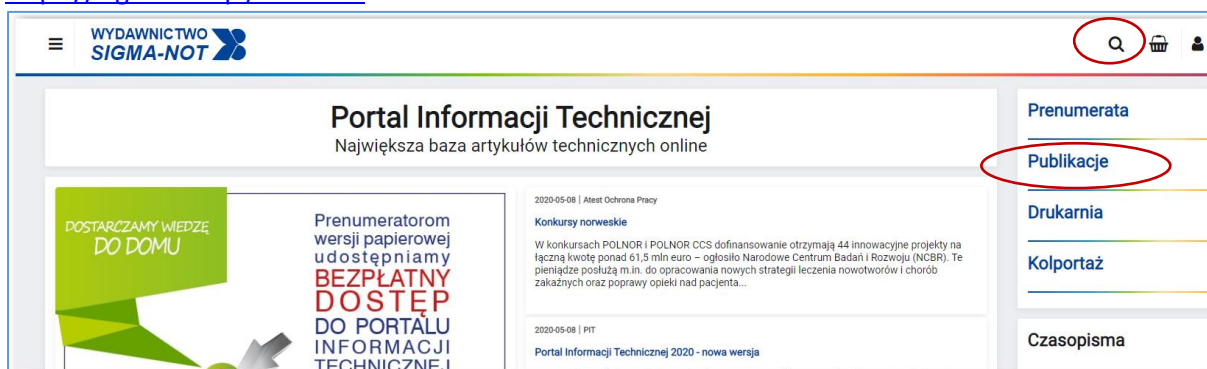 WYDAWNICTWO
SIGMA-NOT
Portal Informacji Technicznej
Największa baza artykułów technicznych online
DOSTARCZAMY WIEDZĘ
DO DOMU
Prenumeratorom
wersji papierowej
udostępniamy
BEZPŁATNY
DOSTĘP
DO PORTALU
INFORMACJI
TECHNICZNEJ
2020-05-08 | Atest Ochrona Pracy
Konkursy norweskie
W konkursach POLNOR i POLNOR CCS dofinansowanie otrzymają 44 innowacyjne projekty na
łączną kwotę ponad 61,5 mln euro – ogłosiło Narodowe Centrum Badań i Rozwoju (NCBR). Te
pieniądze posłużą m.in. do opracowania nowych strategii leczenia nowotworów i chorób
zakaźnych oraz poprawy opieki nad pacjenta...
2020-05-08 | PIT
Portal Informacji Technicznej 2020 - nowa wersja
Prenumerata
Publikacje
Drukarnia
Kolportaż
Czasopisma